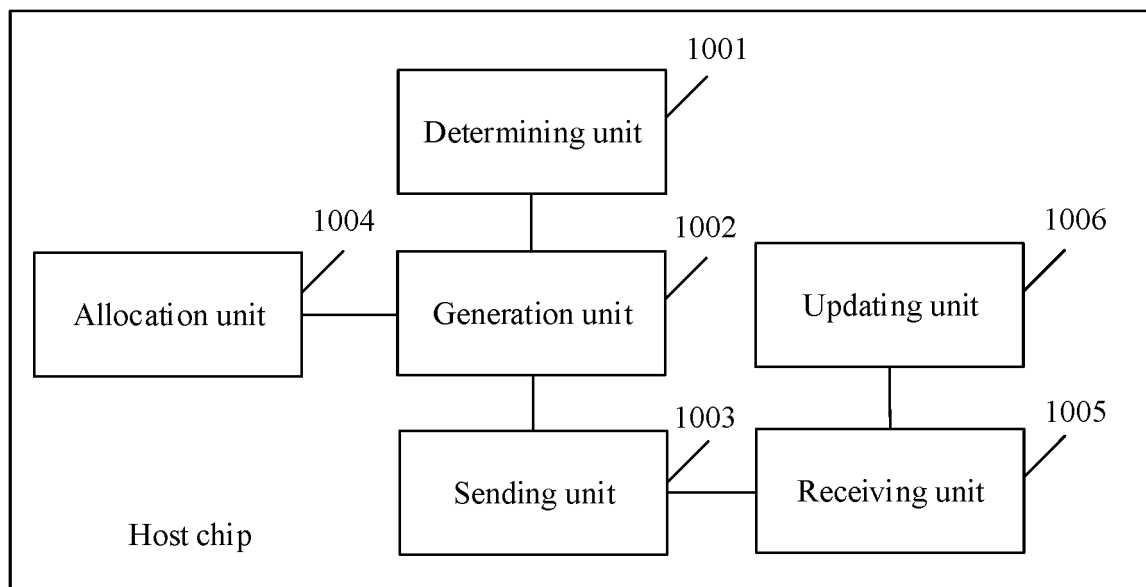 1001
Determining unit
1004
1002
1006
Allocation unit
Generation unit
Updating unit
1003
1005
Sending unit
Receiving unit
Host chip